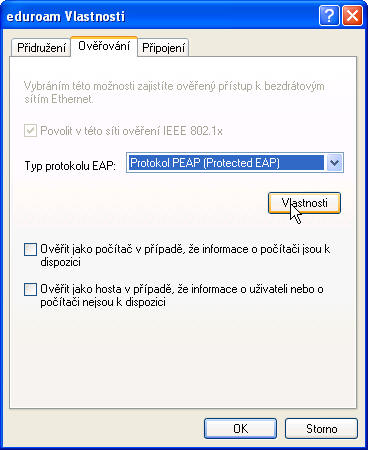 eduroam Vlastnosti
Přidružení Ověřování Připojení
Vybráním této možnosti zajistíte ověřený přístup k bezdrátovým
sítím Ethernet.
Povolit v této síti ověření IEEE 802.1x
Typ protokolu EAP: Protokol PEAP (Protected EAP)
Vlastnosti
Ověřit jako počítač v případě, že informace o počítači jsou k
dispozici
Ověřit jako hosta v případě, že informace o uživateli nebo o
počítači nejsou k dispozici
OK Storno